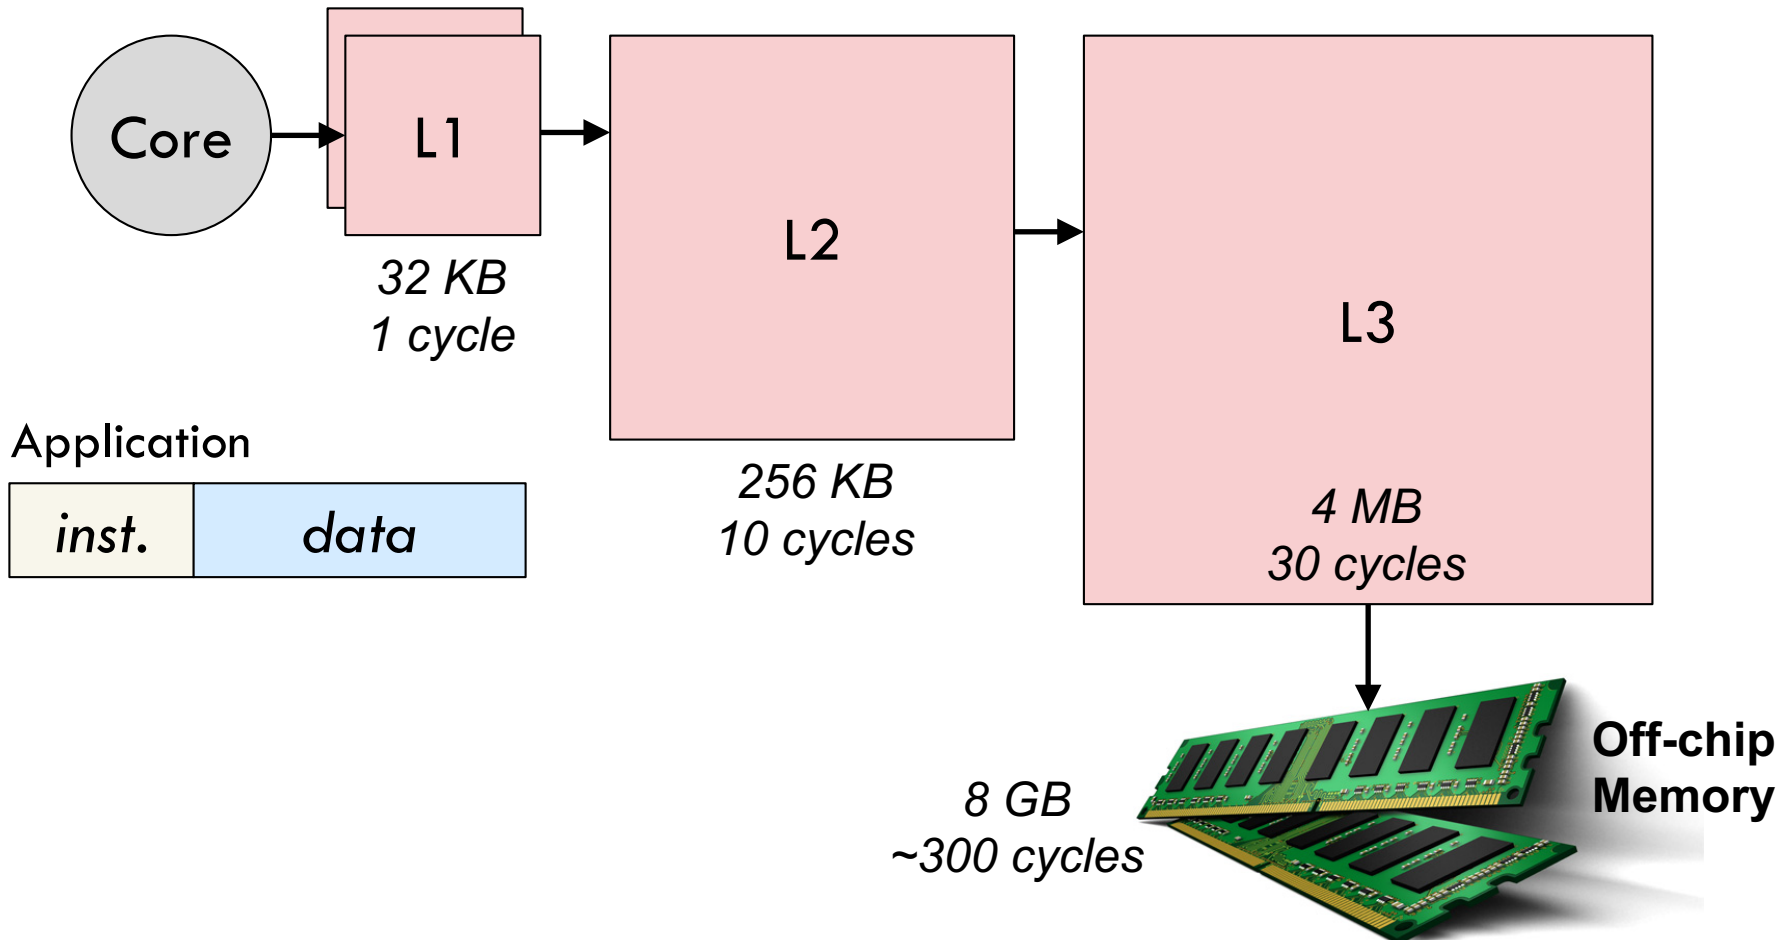 Core
L1
32 KB
1 cycle
L2
256 KB
10 cycles
L3
4 MB
30 cycles
Application
inst.
data
8 GB
~300 cycles
Off-chip
Memory